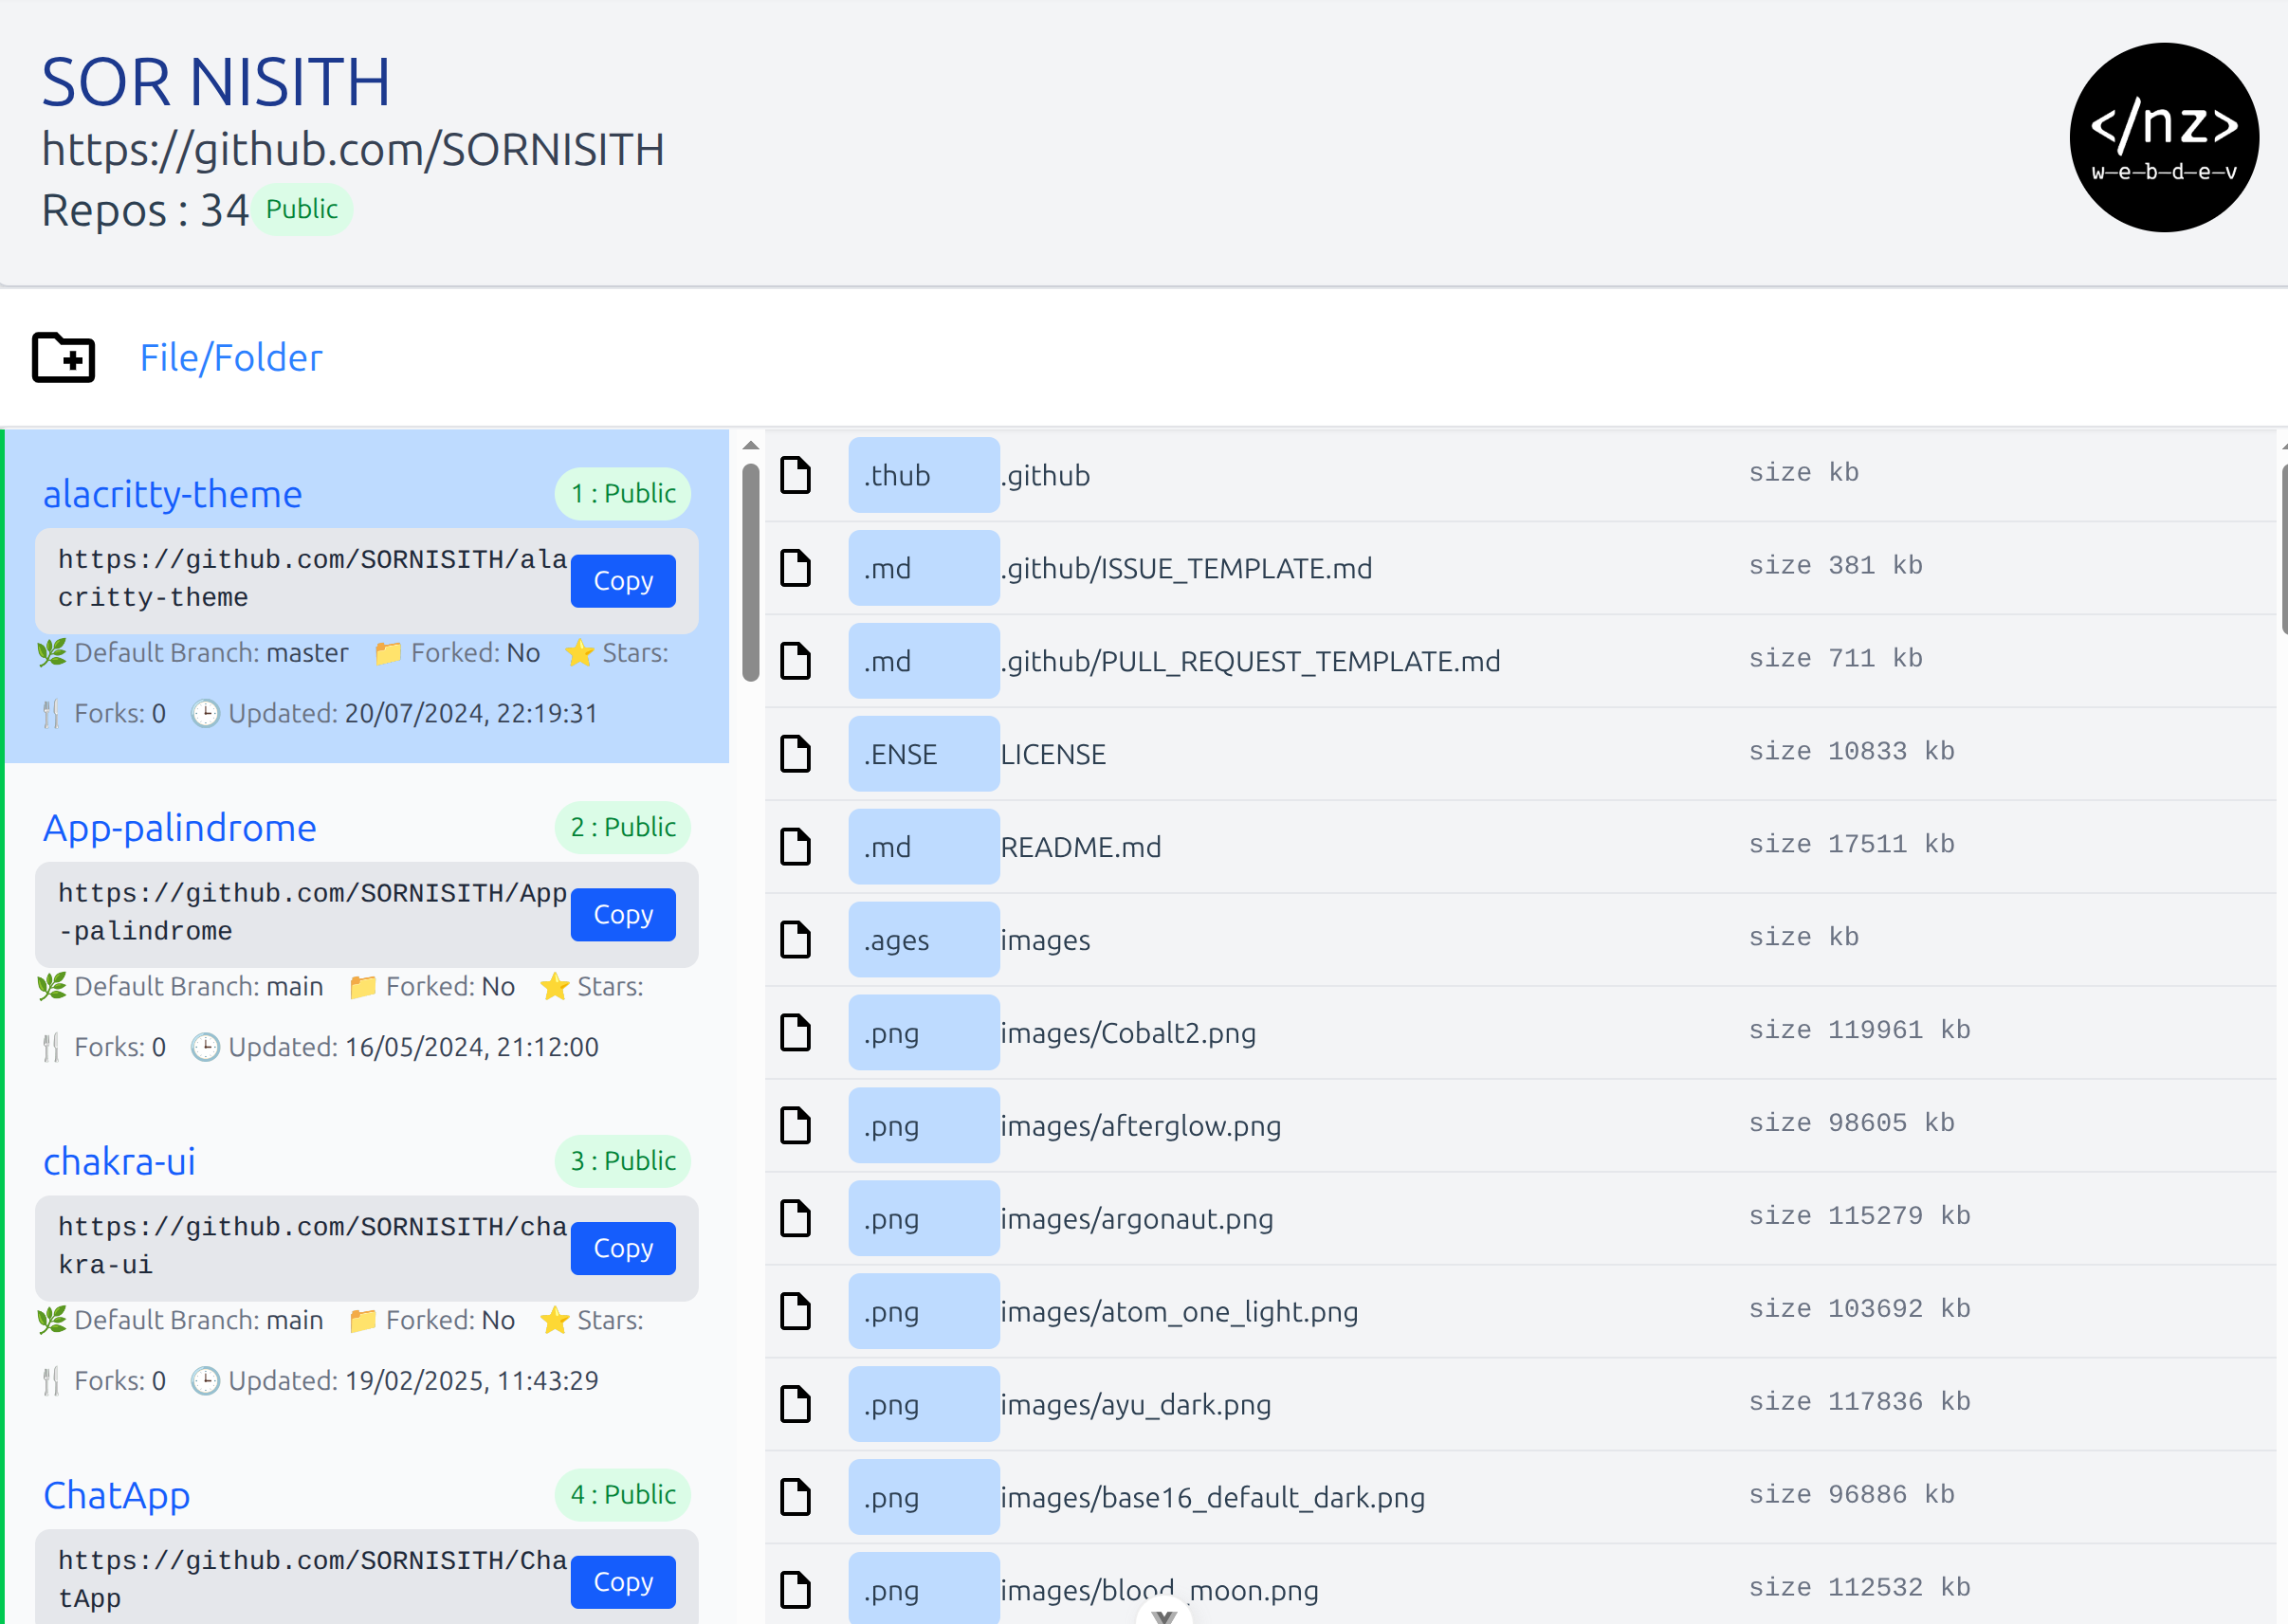 SOR NISITH
https://github.com/SORNISITH
Repos : 34 Public
</nz>
w-e-b-d-e-v
File/Folder
alacritty-theme
1 : Public
https://github.com/SORNISITH/ala
critty-theme
Copy
🌿 Default Branch: master 📁 Forked: No ⭐ Stars:
🍴 Forks: 0 🕒 Updated: 20/07/2024, 22:19:31
App-palindrome
2 : Public
https://github.com/SORNISITH/App
-palindrome
Copy
🌿 Default Branch: main 📁 Forked: No ⭐ Stars:
🍴 Forks: 0 🕒 Updated: 16/05/2024, 21:12:00
chakra-ui
3 : Public
https://github.com/SORNISITH/cha
kra-ui
Copy
🌿 Default Branch: main 📁 Forked: No ⭐ Stars:
🍴 Forks: 0 🕒 Updated: 19/02/2025, 11:43:29
ChatApp
4 : Public
https://github.com/SORNISITH/Cha
tApp
Copy
.thub .github size kb
.md .github/ISSUE_TEMPLATE.md size 381 kb
.md .github/PULL_REQUEST_TEMPLATE.md size 711 kb
.ENSE LICENSE size 10833 kb
.md README.md size 17511 kb
.ages images size kb
.png images/Cobalt2.png size 119961 kb
.png images/afterglow.png size 98605 kb
.png images/argonaut.png size 115279 kb
.png images/atom_one_light.png size 103692 kb
.png images/ayu_dark.png size 117836 kb
.png images/base16_default_dark.png size 96886 kb
.png images/blood_moon.png size 112532 kb